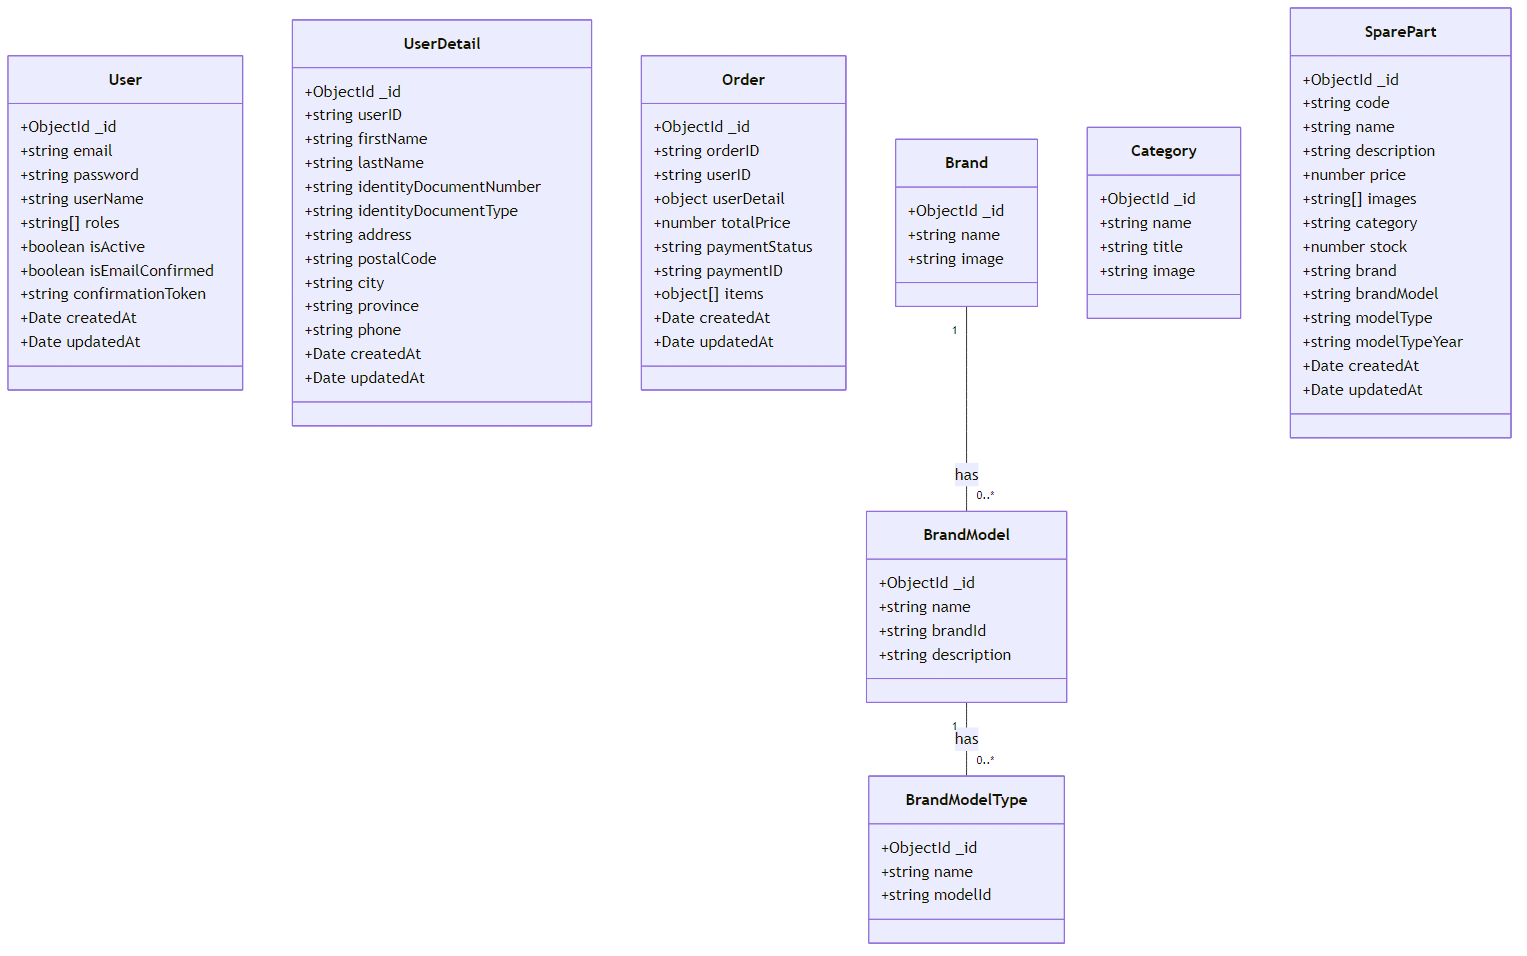 User
+ObjectId _id
+string email
+string password
+string userName
+string[] roles
+boolean isActive
+boolean isEmailConfirmed
+string confirmationToken
+Date createdAt
+Date updatedAt
UserDetail
+ObjectId _id
+string userID
+string firstName
+string lastName
+string identityDocumentNumber
+string identityDocumentType
+string address
+string postalCode
+string city
+string province
+string phone
+Date createdAt
+Date updatedAt
Order
+ObjectId _id
+string orderID
+string userID
+object userDetail
+number totalPrice
+string paymentStatus
+string paymentID
+object[] items
+Date createdAt
+Date updatedAt
Brand
+ObjectId _id
+string name
+string image
1
has
0..*
BrandModel
+ObjectId _id
+string name
+string brandId
+string description
1
has
0..*
BrandModelType
+ObjectId _id
+string name
+string modelId
Category
+ObjectId _id
+string name
+string title
+string image
SparePart
+ObjectId _id
+string code
+string name
+string description
+number price
+string[] images
+string category
+number stock
+string brand
+string brandModel
+string modelType
+string modelTypeYear
+Date createdAt
+Date updatedAt